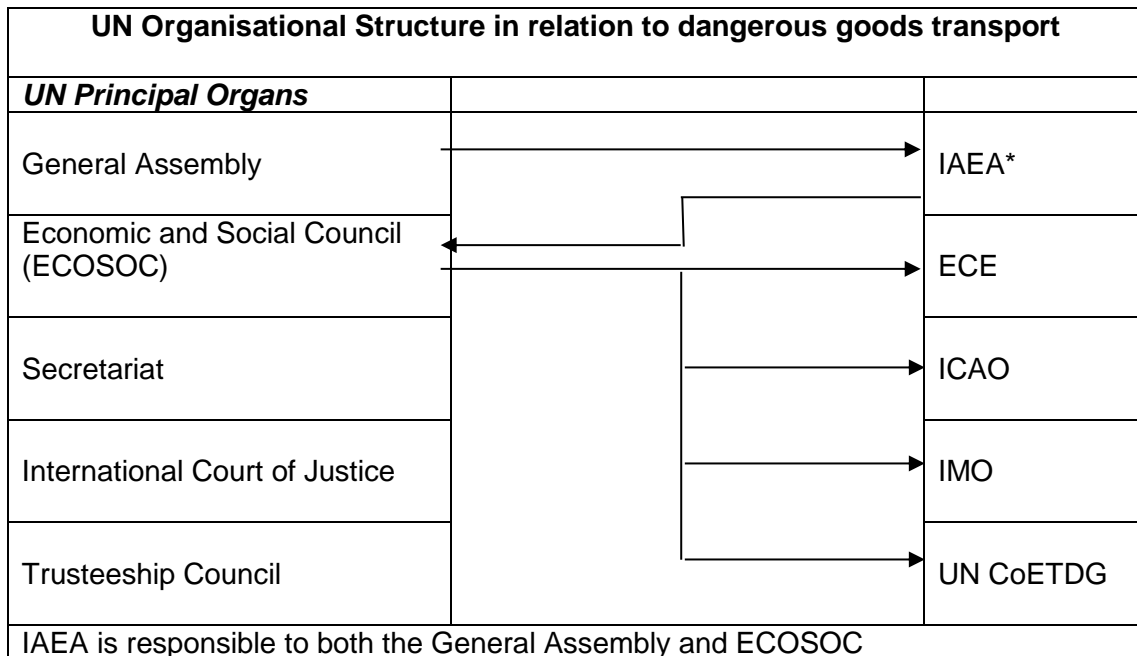 UN Organisational Structure in relation to dangerous goods transport
UN Principal Organs
General Assembly
IAEA*
Economic and Social Council
(ECOSOC)
ECE
Secretariat
ICAO
International Court of Justice
IMO
Trusteeship Council
UN CoETDG
IAEA is responsible to both the General Assembly and ECOSOC